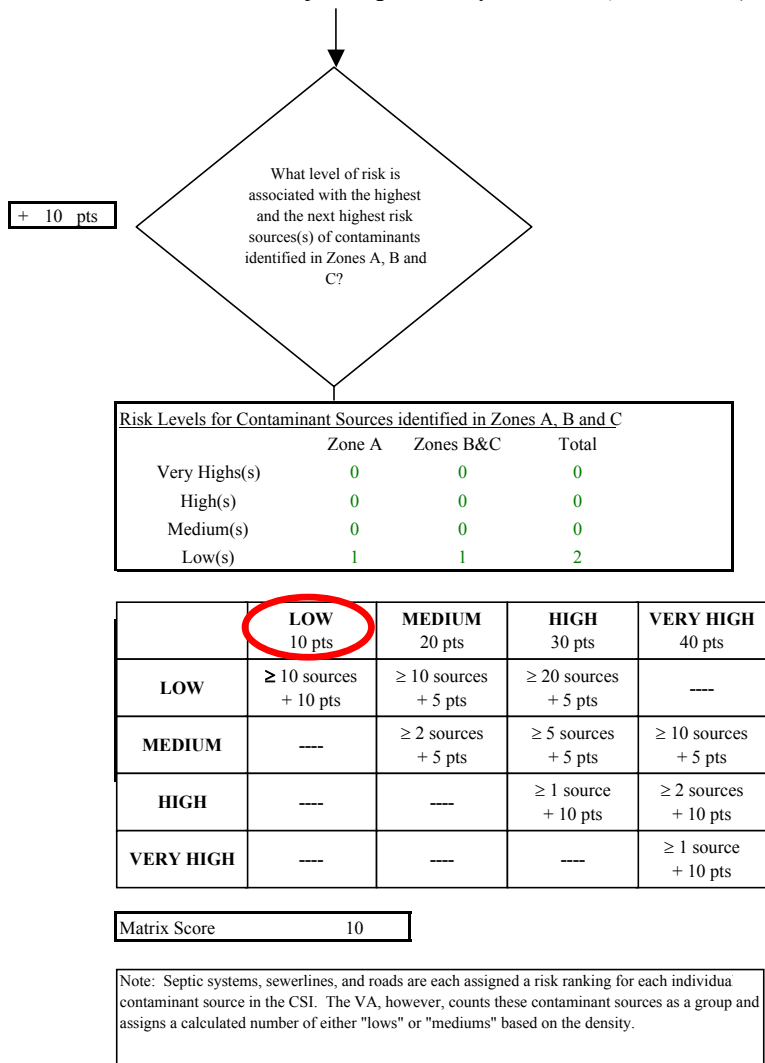 What level of risk is
associated with the highest
and the next highest risk
sources(s) of contaminants
identified in Zones A, B and
C?
+ 10 pts
Risk Levels for Contaminant Sources identified in Zones A, B and C
Zone A Zones B&C Total
Very Highs(s) 0 0 0
High(s) 0 0 0
Medium(s) 0 0 0
Low(s) 1 1 2
LOW MEDIUM HIGH VERY HIGH
10 pts 20 pts 30 pts 40 pts
LOW ≥ 10 sources ≥ 10 sources ≥ 20 sources ----
+ 10 pts + 5 pts + 5 pts
MEDIUM ---- ≥ 2 sources ≥ 5 sources ≥ 10 sources
+ 5 pts + 5 pts + 5 pts
HIGH ---- ---- ≥ 1 source ≥ 2 sources
+ 10 pts + 10 pts
VERY HIGH ---- ---- ---- ≥ 1 source
+ 10 pts
Matrix Score 10
Note: Septic systems, sewerlines, and roads are each assigned a risk ranking for each individua
contaminant source in the CSI. The VA, however, counts these contaminant sources as a group and
assigns a calculated number of either "lows" or "mediums" based on the density.